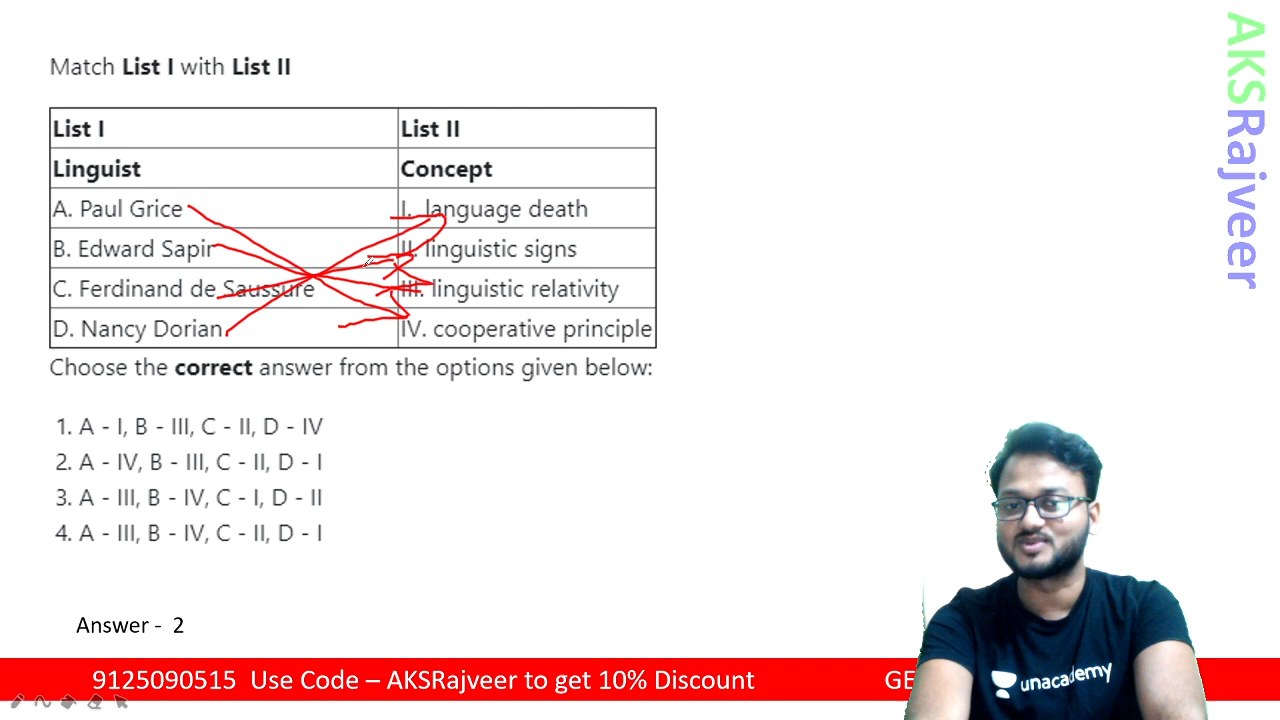 Match List I with List II
List I List II
Linguist Concept
A. Paul Grice I. language death
B. Edward Sapir II. linguistic signs
C. Ferdinand de Saussure III. linguistic relativity
D. Nancy Dorian IV. cooperative principle
Choose the correct answer from the options given below:
1. A - I, B - III, C - II, D - IV
2. A - IV, B - III, C - II, D - I
3. A - III, B - IV, C - I, D - II
4. A - III, B - IV, C - II, D - I
Answer - 2
9125090515 Use Code – AKSRajveer to get 10% Discount GE
AKSRajveer
unacademy